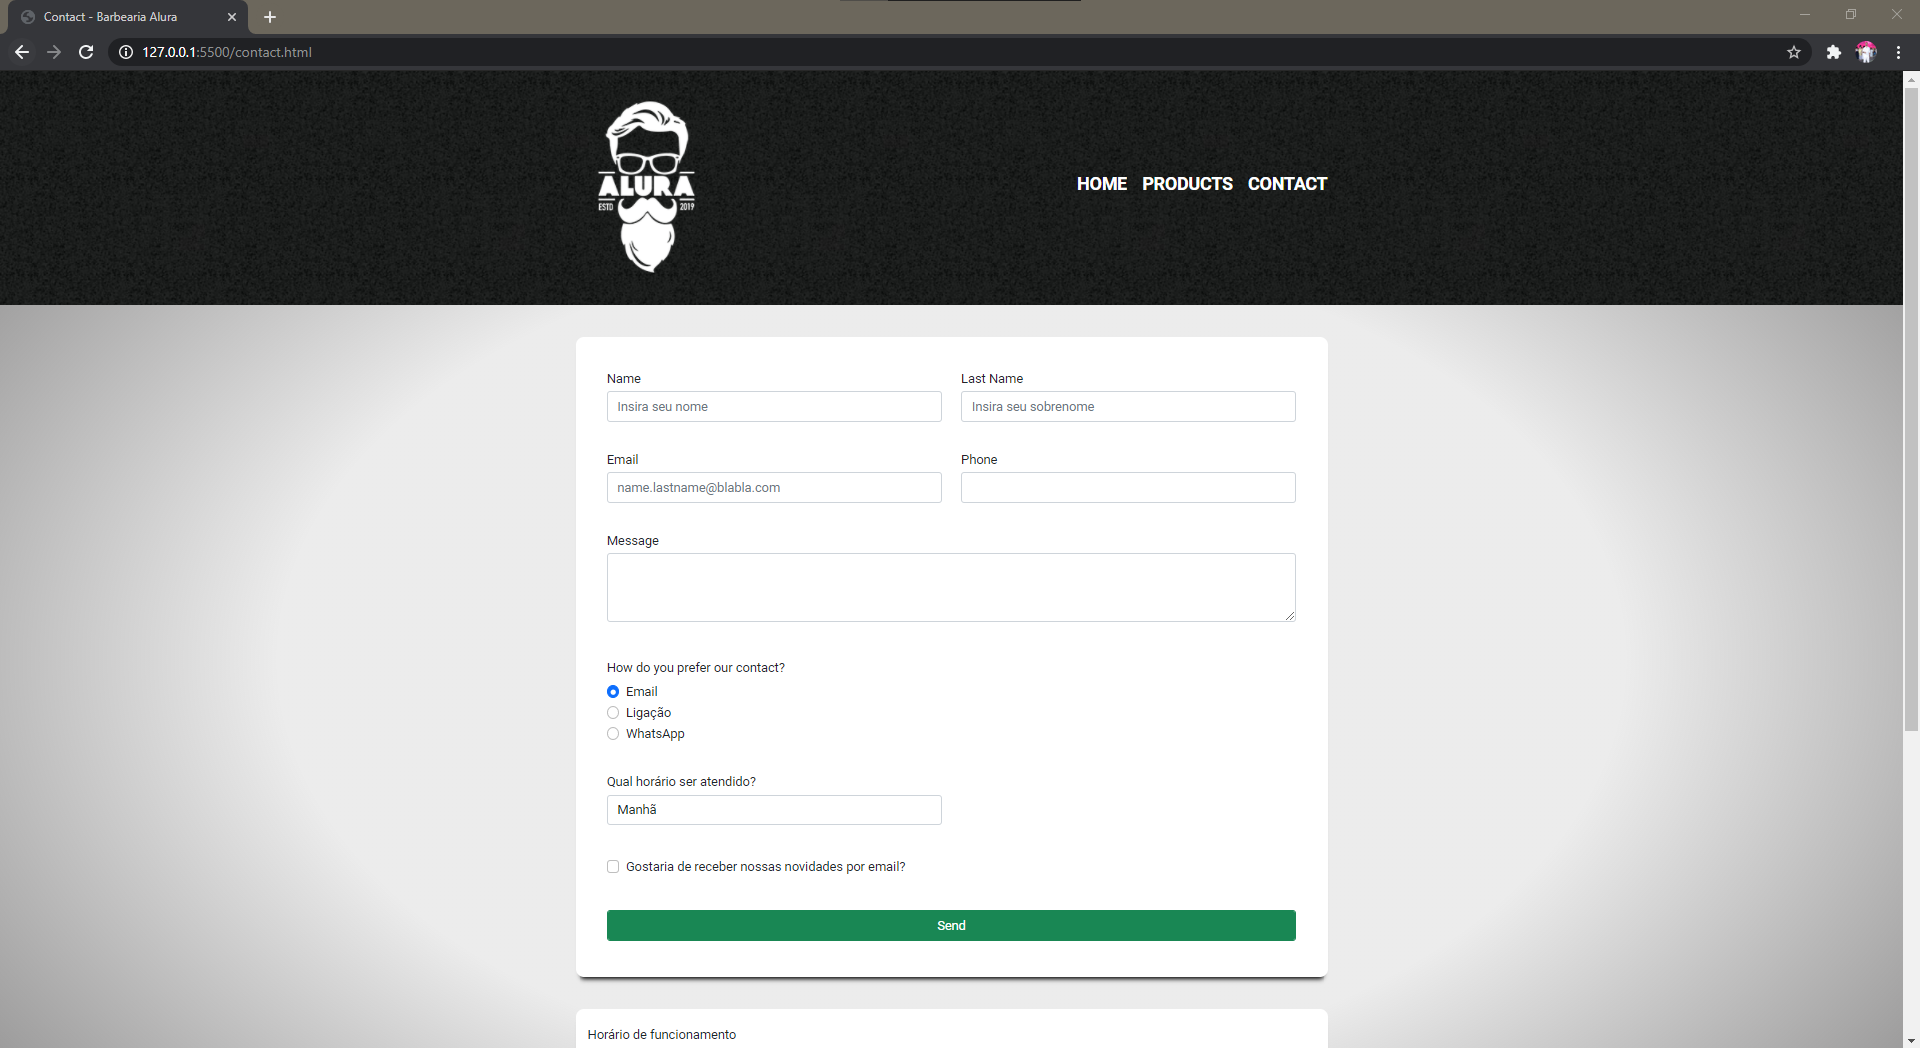 Contact - Barbearia Alura
127.0.0.1:5500/contact.html
ALURA
ESTD 2019
HOME PRODUCTS CONTACT
Name Last Name
Insira seu nome Insira seu sobrenome
Email Phone
name.lastname@blabla.com
Message
How do you prefer our contact?
Email
Ligação
WhatsApp
Qual horário ser atendido?
Manhã
Gostaria de receber nossas novidades por email?
Send
Horário de funcionamento